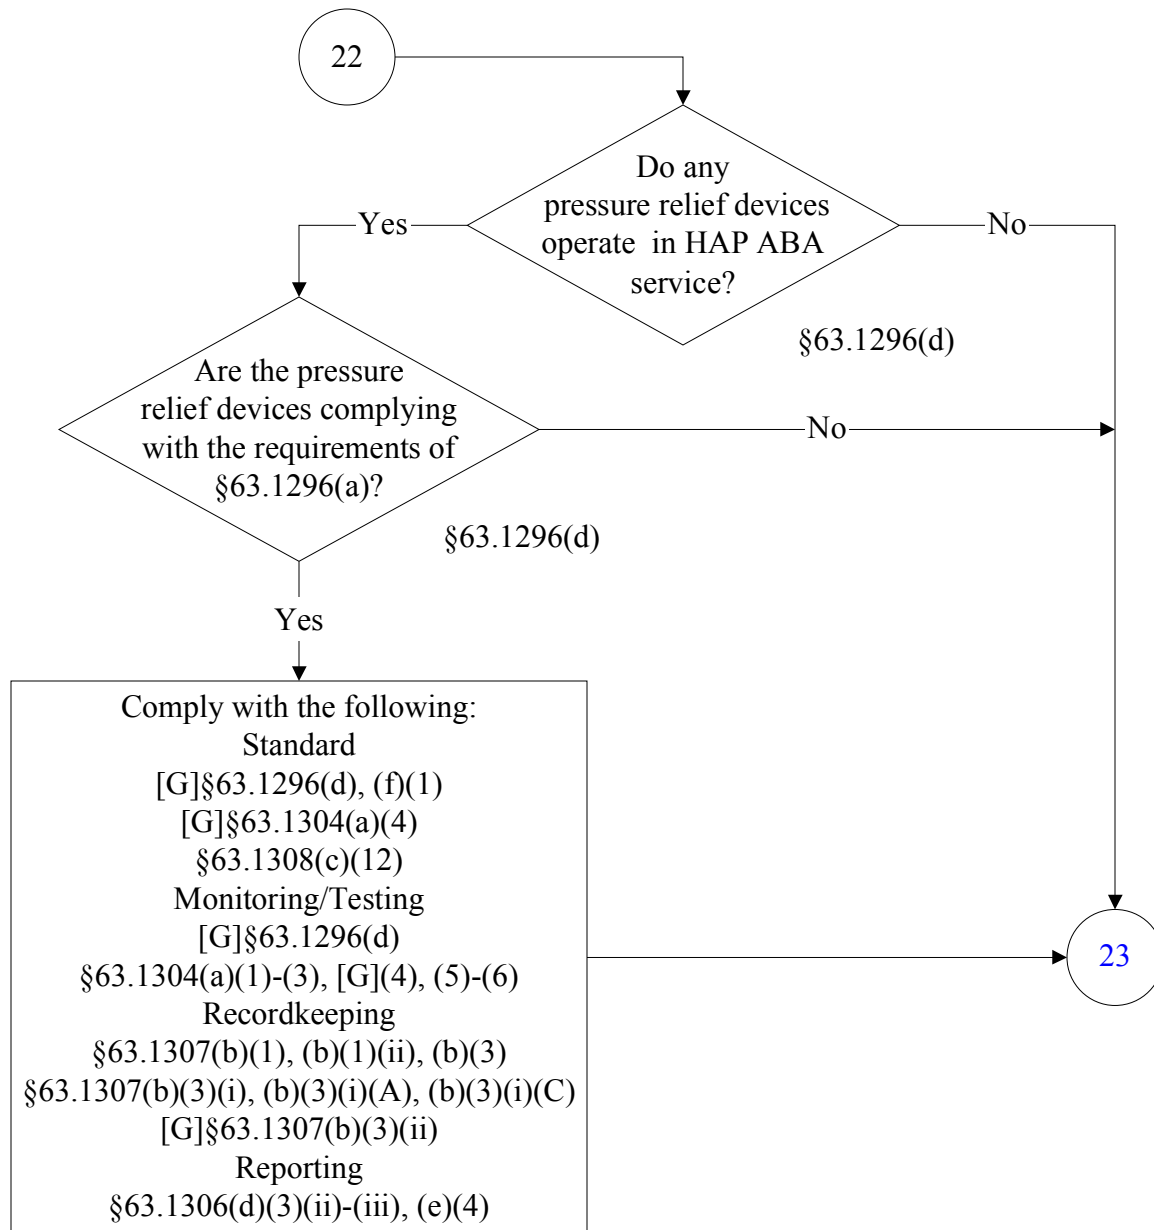 22
Do any
pressure relief devices
operate in HAP ABA
service?
Yes
No
§63.1296(d)
Are the pressure
relief devices complying
with the requirements of
§63.1296(a)?
No
§63.1296(d)
Yes
Comply with the following:
Standard
[G]§63.1296(d), (f)(1)
[G]§63.1304(a)(4)
§63.1308(c)(12)
Monitoring/Testing
[G]§63.1296(d)
§63.1304(a)(1)-(3), [G](4), (5)-(6)
Recordkeeping
§63.1307(b)(1), (b)(1)(ii), (b)(3)
§63.1307(b)(3)(i), (b)(3)(i)(A), (b)(3)(i)(C)
[G]§63.1307(b)(3)(ii)
Reporting
§63.1306(d)(3)(ii)-(iii), (e)(4)
23